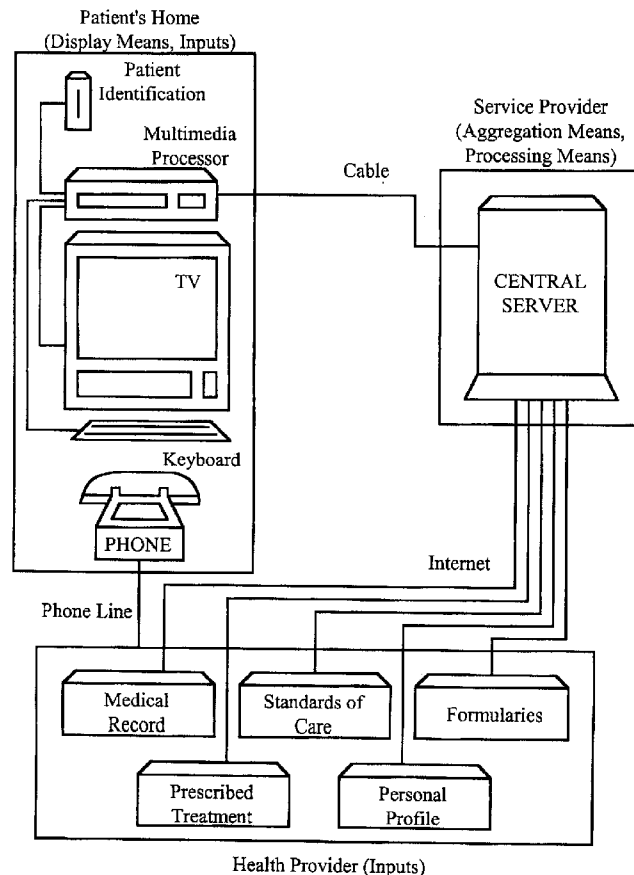 Patient's Home
(Display Means, Inputs)
Patient
Identification
Multimedia
Processor
TV
Keyboard
PHONE
Cable
Service Provider
(Aggregation Means,
Processing Means)
CENTRAL
SERVER
Internet
Phone Line
Medical
Record
Standards of
Care
Formularies
Prescribed
Treatment
Personal
Profile
Health Provider (Inputs)